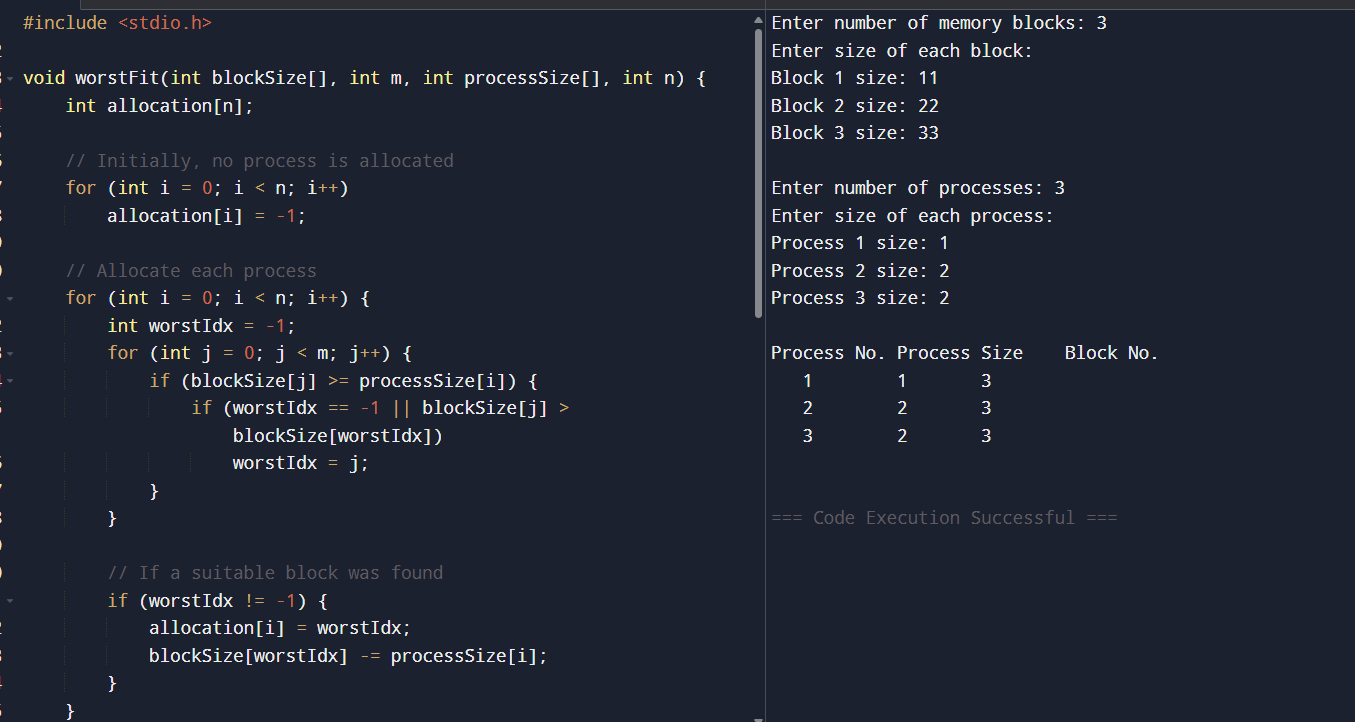 #include <stdio.h>
void worstFit(int blockSize[], int m, int processSize[], int n) {
    int allocation[n];
    // Initially, no process is allocated
    for (int i = 0; i < n; i++)
        allocation[i] = -1;
    // Allocate each process
    for (int i = 0; i < n; i++) {
        int worstIdx = -1;
        for (int j = 0; j < m; j++) {
            if (blockSize[j] >= processSize[i]) {
                if (worstIdx == -1 || blockSize[j] >
                    blockSize[worstIdx])
                    worstIdx = j;
            }
        }
        // If a suitable block was found
        if (worstIdx != -1) {
            allocation[i] = worstIdx;
            blockSize[worstIdx] -= processSize[i];
        }
    }
Enter number of memory blocks: 3
Enter size of each block:
Block 1 size: 11
Block 2 size: 22
Block 3 size: 33
Enter number of processes: 3
Enter size of each process:
Process 1 size: 1
Process 2 size: 2
Process 3 size: 2
Process No. Process Size    Block No.
   1        1       3
   2        2       3
   3        2       3
=== Code Execution Successful ===